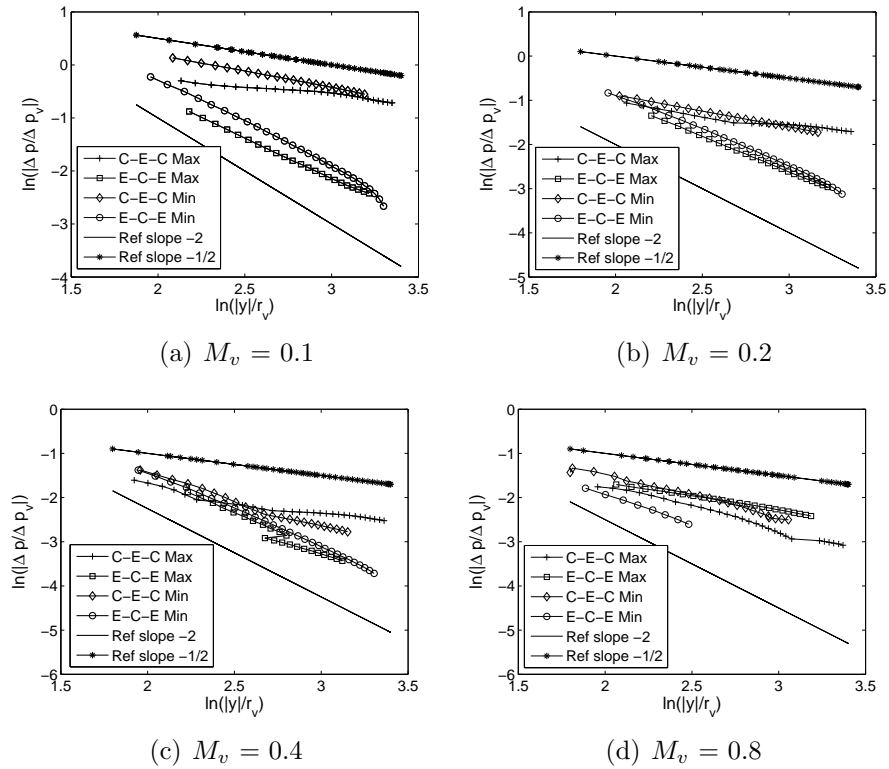 1
0
−1
−2
−3
−4
ln(|Δ p/Δ p_v|)
C−E−C Max
E−C−E Max
C−E−C Min
E−C−E Min
Ref slope −2
Ref slope −1/2
1.5 2 2.5 3 3.5
ln(|y|/r_v)
(a) M_v = 0.1
1
0
−1
−2
−3
−4
−5
ln(|Δ p/Δ p_v|)
C−E−C Max
E−C−E Max
C−E−C Min
E−C−E Min
Ref slope −2
Ref slope −1/2
1.5 2 2.5 3 3.5
ln(|y|/r_v)
(b) M_v = 0.2
0
−1
−2
−3
−4
−5
−6
ln(|Δ p/Δ p_v|)
C−E−C Max
E−C−E Max
C−E−C Min
E−C−E Min
Ref slope −2
Ref slope −1/2
1.5 2 2.5 3 3.5
ln(|y|/r_v)
(c) M_v = 0.4
0
−1
−2
−3
−4
−5
−6
ln(|Δ p/Δ p_v|)
C−E−C Max
E−C−E Max
C−E−C Min
E−C−E Min
Ref slope −2
Ref slope −1/2
1.5 2 2.5 3 3.5
ln(|y|/r_v)
(d) M_v = 0.8